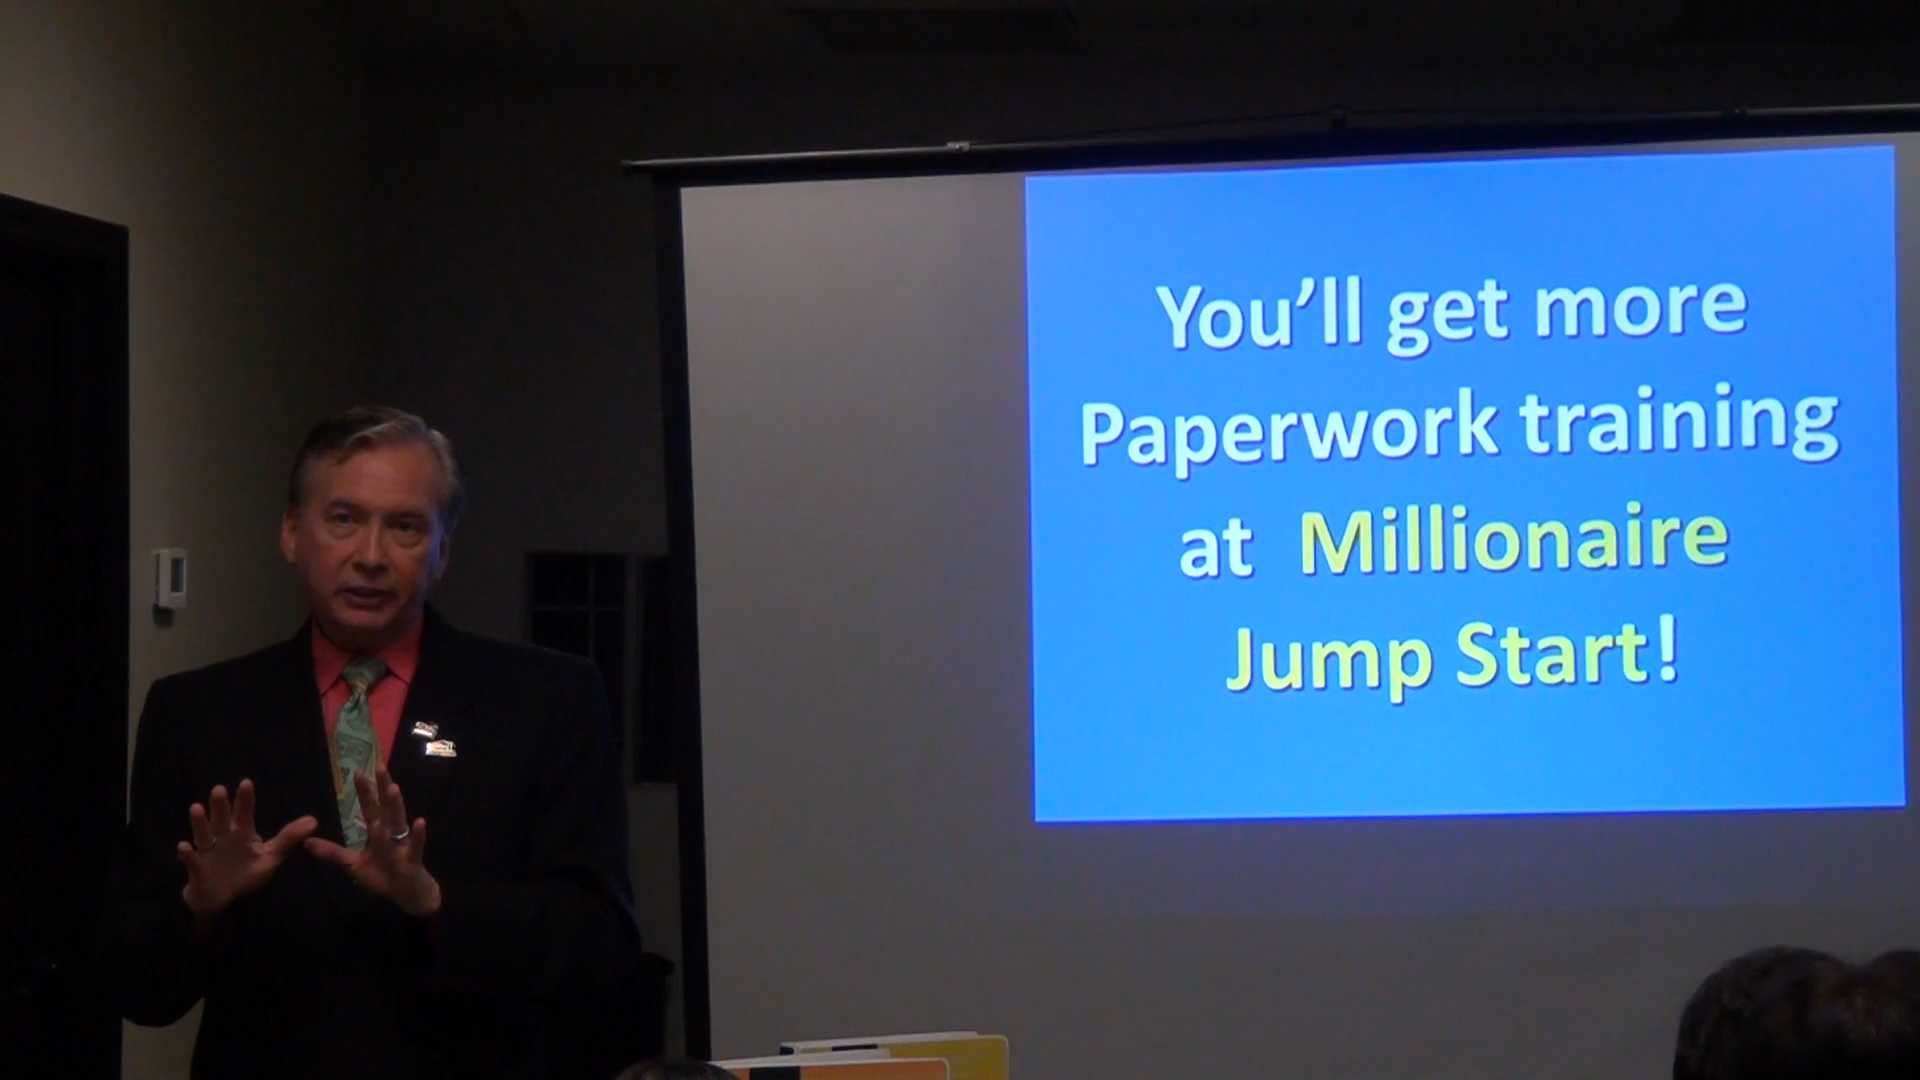 You’ll get more
Paperwork training
at Millionaire
Jump Start!